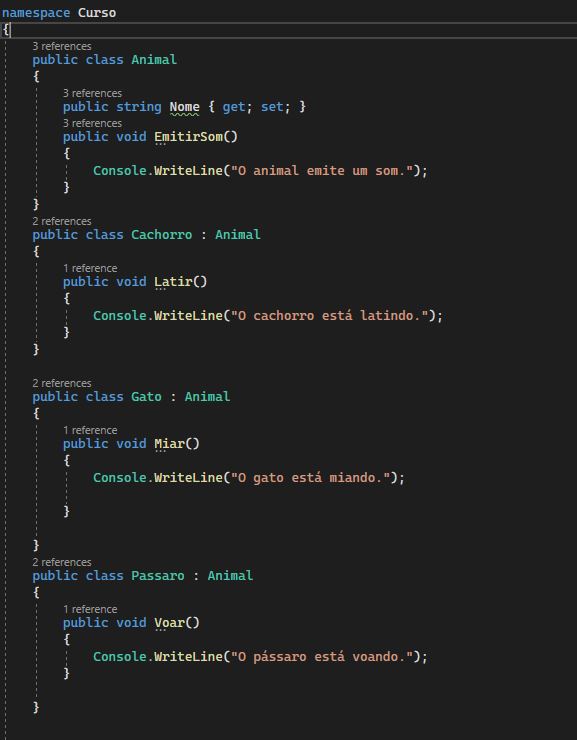 namespace Curso
{
3 references
public class Animal
{
3 references
public string Nome { get; set; }
3 references
public void EmitirSom()
{
Console.WriteLine("O animal emite um som.");
}
}
2 references
public class Cachorro : Animal
{
1 reference
public void Latir()
{
Console.WriteLine("O cachorro está latindo.");
}
}
2 references
public class Gato : Animal
{
1 reference
public void Miar()
{
Console.WriteLine("O gato está miando.");
}
}
2 references
public class Passaro : Animal
{
1 reference
public void Voar()
{
Console.WriteLine("O pássaro está voando.");
}
}